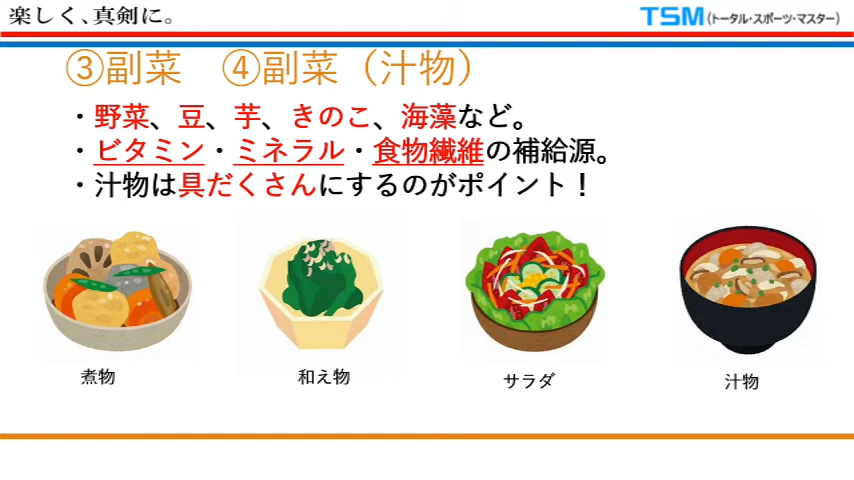 楽しく、真剣に。
TSM(トータル・スポーツ・マスター)
③副菜　④副菜（汁物）
・野菜、豆、芋、きのこ、海藻など。
・ビタミン・ミネラル・食物繊維の補給源。
・汁物は具だくさんにするのがポイント！
煮物
和え物
サラダ
汁物